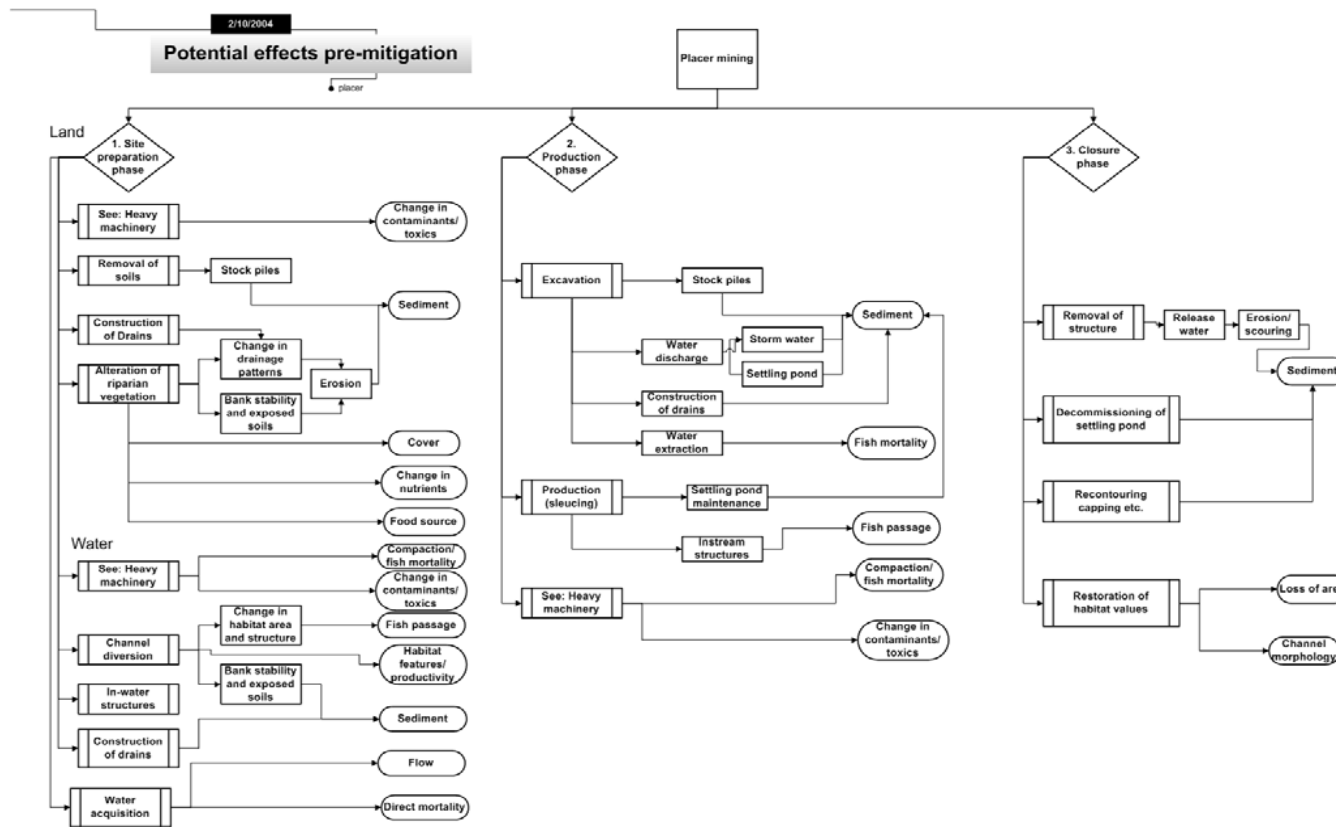 2/10/2004
Potential effects pre-mitigation
placer
Placer mining
Land
1. Site
preparation
phase
See: Heavy
machinery
Change in
contaminants/
toxics
Removal of
soils
Stock piles
Sediment
Construction
of Drains
Change in
drainage
patterns
Alteration of
riparian
vegetation
Erosion
Bank stability
and exposed
soils
Cover
Change in
nutrients
Food source
Water
See: Heavy
machinery
Compaction/
fish mortality
Change in
contaminants/
toxics
Change in
habitat area
and structure
Fish passage
Channel
diversion
Habitat
features/
productivity
Bank stability
and exposed
soils
In-water
structures
Sediment
Construction
of drains
Flow
Water
acquisition
Direct mortality
2.
Production
phase
Excavation
Stock piles
Sediment
Water
discharge
Storm water
Settling pond
Construction
of drains
Water
extraction
Fish mortality
Production
(sleucing)
Settling pond
maintenance
Instream
structures
Fish passage
Compaction/
fish mortality
See: Heavy
machinery
Change in
contaminants/
toxics
3. Closure
phase
Removal of
structure
Release
water
Erosion/
scouring
Sediment
Decommissioning of
settling pond
Recontouring
capping etc.
Restoration of
habitat values
Loss of are
Channel
morphology